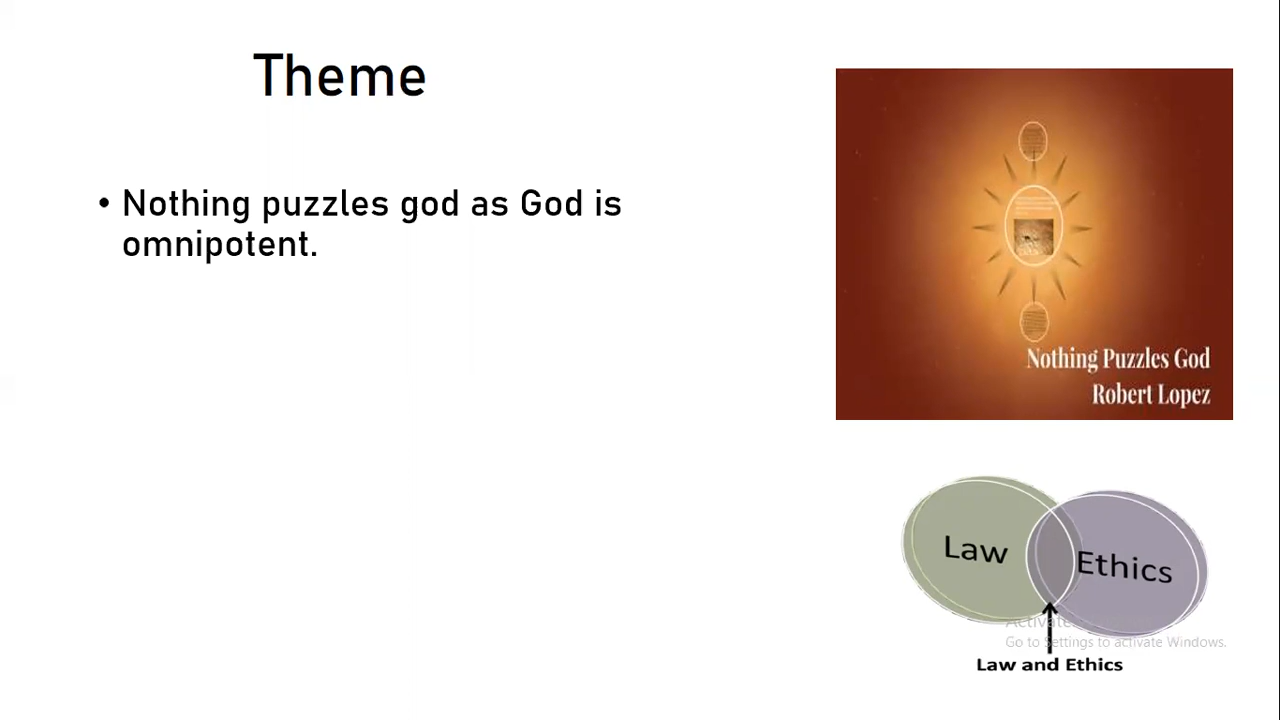 Theme
• Nothing puzzles god as God is
omnipotent.
Nothing Puzzles God
Robert Lopez
Law
Ethics
Activate
Go to Settings to activate Windows.
Law and Ethics